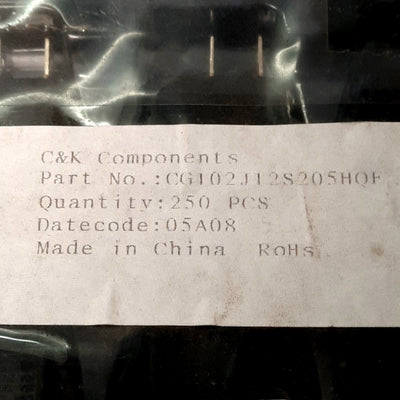 C&K Components
Part No.:CG102J12S205HQF
Quantity:250 PCS
Datecode:05A08
Made in China RoHs